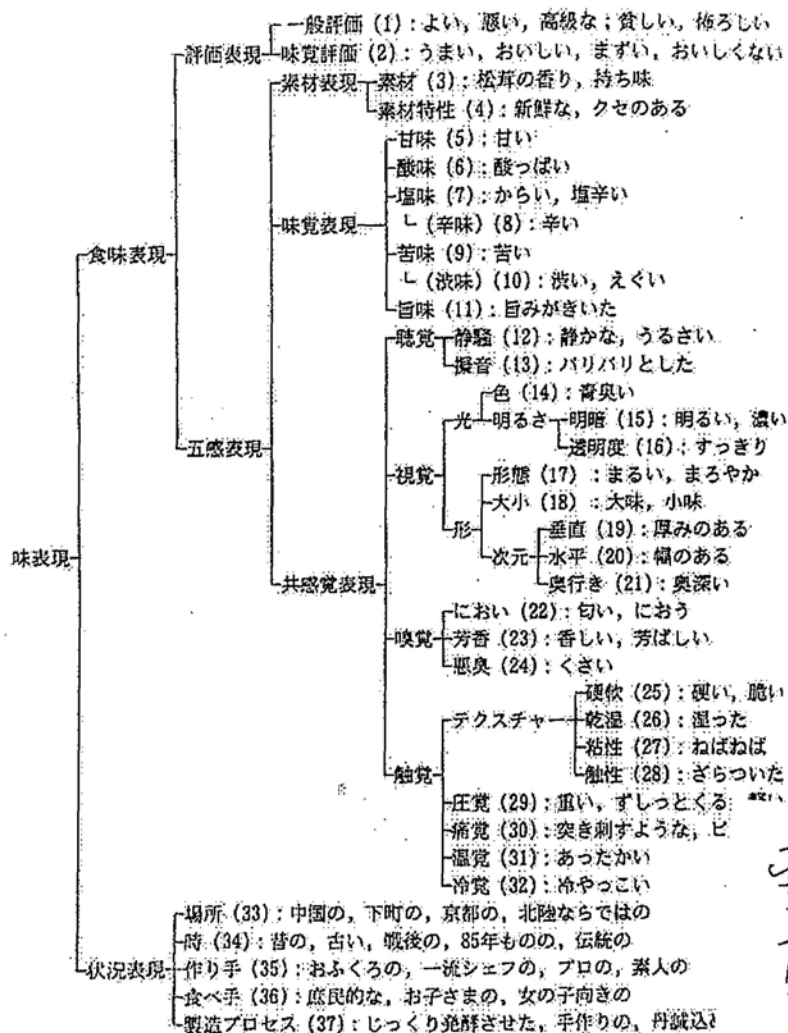 一般評価 (1) : よい, 悪い, 高級な ; 貧しい, 怖ろしい
評価表現
味覚評価 (2) : うまい, おいしい, まずい, おいしくない
素材表現 素材 (3) : 松茸の香り, 持ち味
素材特性 (4) : 新鮮な, クセのある
甘味 (5) : 甘い
酸味 (6) : 酸っぱい
塩味 (7) : からい, 塩辛い
味覚表現 (辛味) (8) : 辛い
食味表現 苦味 (9) : 苦い
(渋味) (10) : 渋い, えぐい
旨味 (11) : 旨みがきいた
聴覚 静騒 (12) : 静かな, うるさい
擬音 (13) : パリパリとした
色 (14) : 青臭い
光 明るさ 明暗 (15) : 明るい, 濃い
五感表現 透明度 (16) : すっきり
視覚 形態 (17) : まるい, まろやか
大小 (18) : 大味, 小味
形 垂直 (19) : 厚みのある
味表現 次元 水平 (20) : 幅のある
共感覚表現 奥行き (21) : 奥深い
におい (22) : 匂い, におう
嗅覚 芳香 (23) : 香しい, 芳ばしい
悪臭 (24) : くさい
硬軟 (25) : 硬い, 脆い
テクスチャ 乾湿 (26) : 湿った
粘性 (27) : ねばねば
触覚 触性 (28) : ざらついた
圧覚 (29) : 重い, ずしっとくる
痛覚 (30) : 突き刺すような, ピ
温覚 (31) : あったかい
冷覚 (32) : 冷やっこい
場所 (33) : 中国の, 下町の, 京都の, 北陸ならではの
時 (34) : 昔の, 古い, 戦後の, 85年ものの, 伝統の
状況表現 作り手 (35) : おふくろの, 一流シェフの, プロの, 素人の
食べ手 (36) : 庶民的な, お子さまの, 女の子向きの
製造プロセス (37) : じっくり発酵させた, 手作りの, 丹誠込